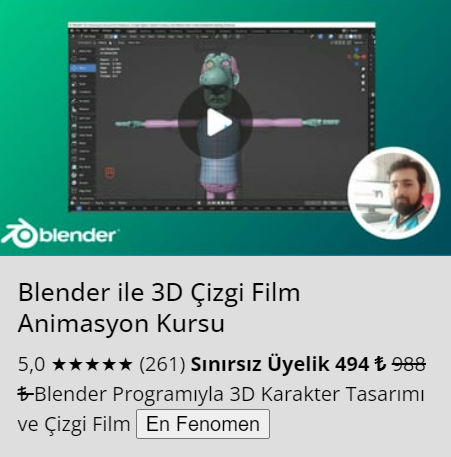 blender
Blender ile 3D Çizgi Film
Animasyon Kursu
5,0 ★★★★★ (261) Sınırsız Üyelik 494 ₺ 988
₺ Blender Programıyla 3D Karakter Tasarımı
ve Çizgi Film En Fenomen